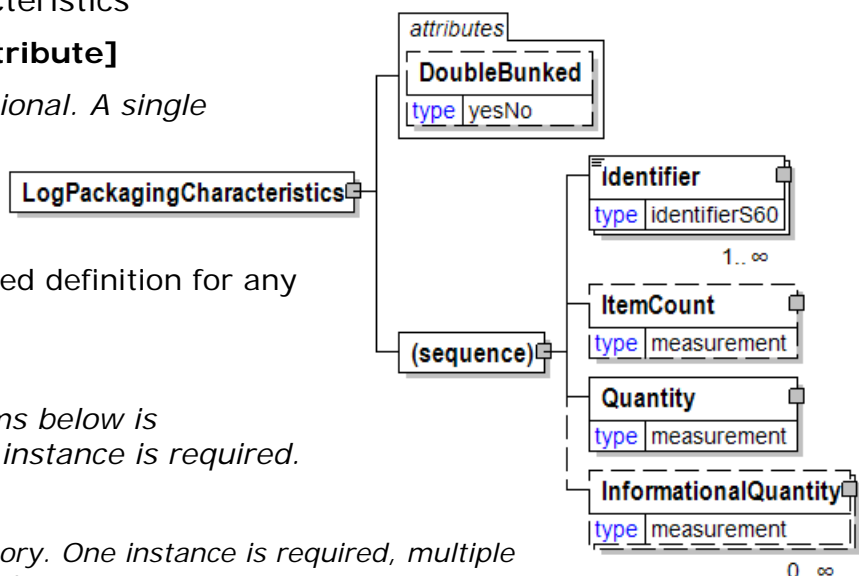 cteristics
tribute]
ional. A single
ed definition for any
ns below is
instance is required.
ory. One instance is required, multiple
attributes
DoubleBunked
type yesNo
LogPackagingCharacteristics
(sequence)
Identifier
type identifierS60
1.. ∞
ItemCount
type measurement
Quantity
type measurement
InformationalQuantity
type measurement
0.. ∞